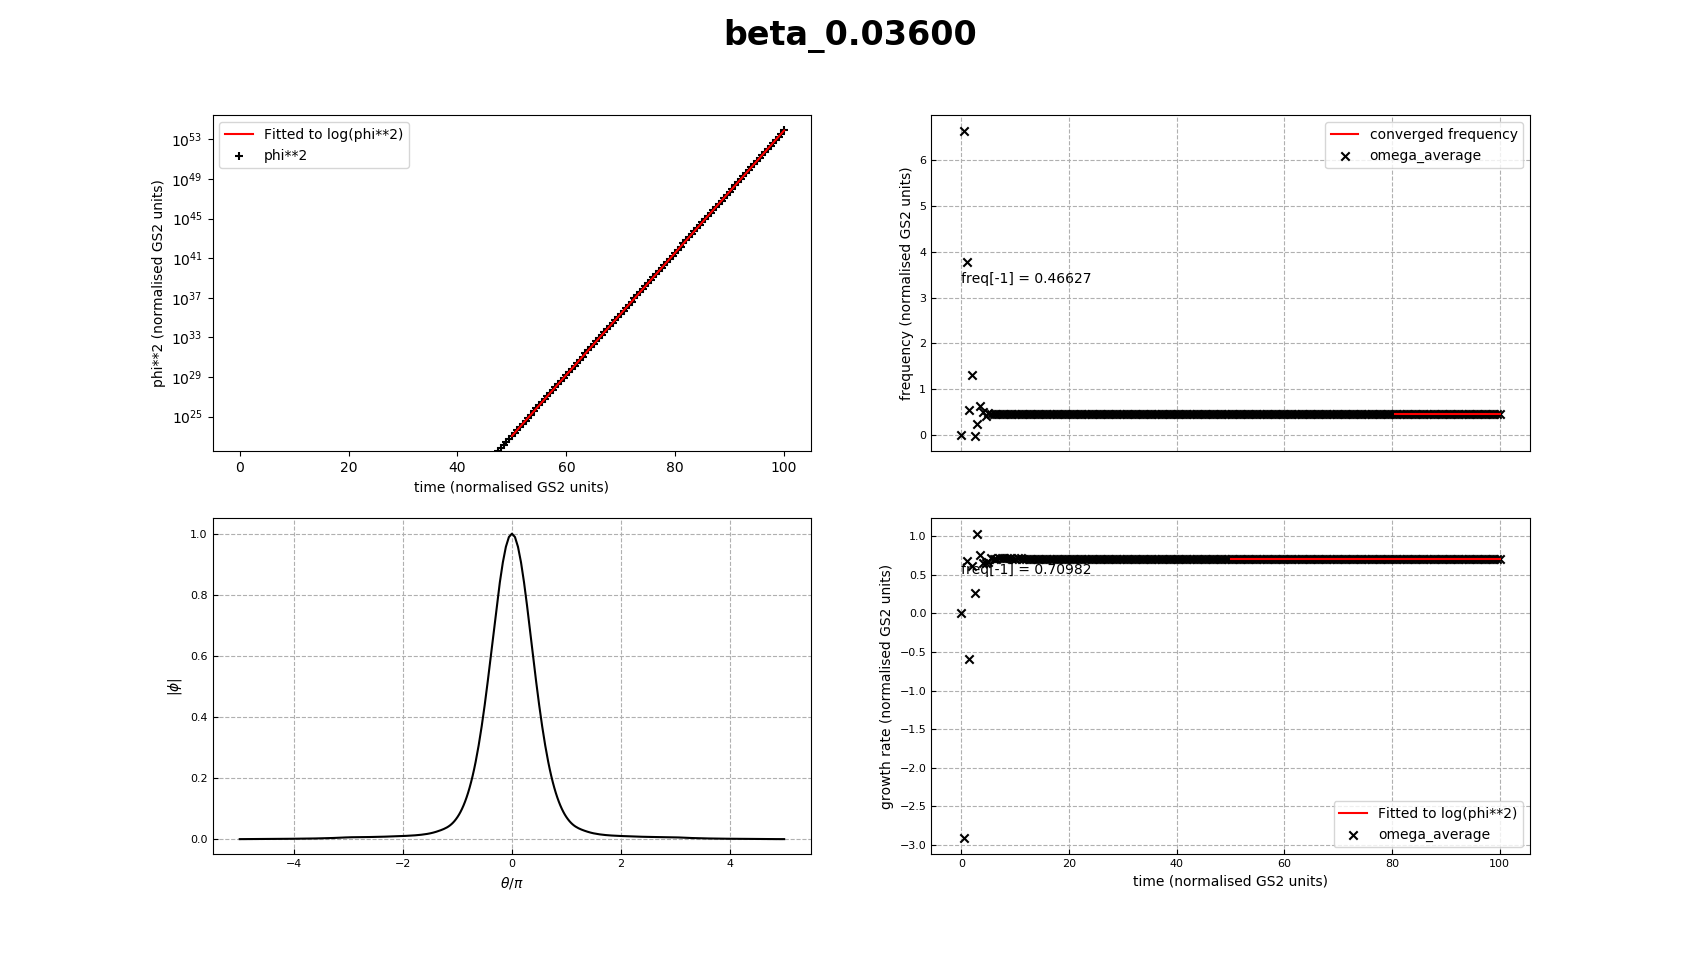 beta_0.03600
Fitted to log(phi**2)
phi**2
10^53
10^49
10^45
10^41
10^37
10^33
10^29
10^25
phi**2 (normalised GS2 units)
0 20 40 60 80 100
time (normalised GS2 units)
converged frequency
omega_average
6
5
4
3
2
1
0
frequency (normalised GS2 units)
freq[-1] = 0.46627
1.0
0.8
0.6
0.4
0.2
0.0
|ϕ|
−4 −2 0 2 4
θ/π
1.0
0.5
0.0
−0.5
−1.0
−1.5
−2.0
−2.5
−3.0
growth rate (normalised GS2 units)
freq[-1] = 0.70982
Fitted to log(phi**2)
omega_average
0 20 40 60 80 100
time (normalised GS2 units)